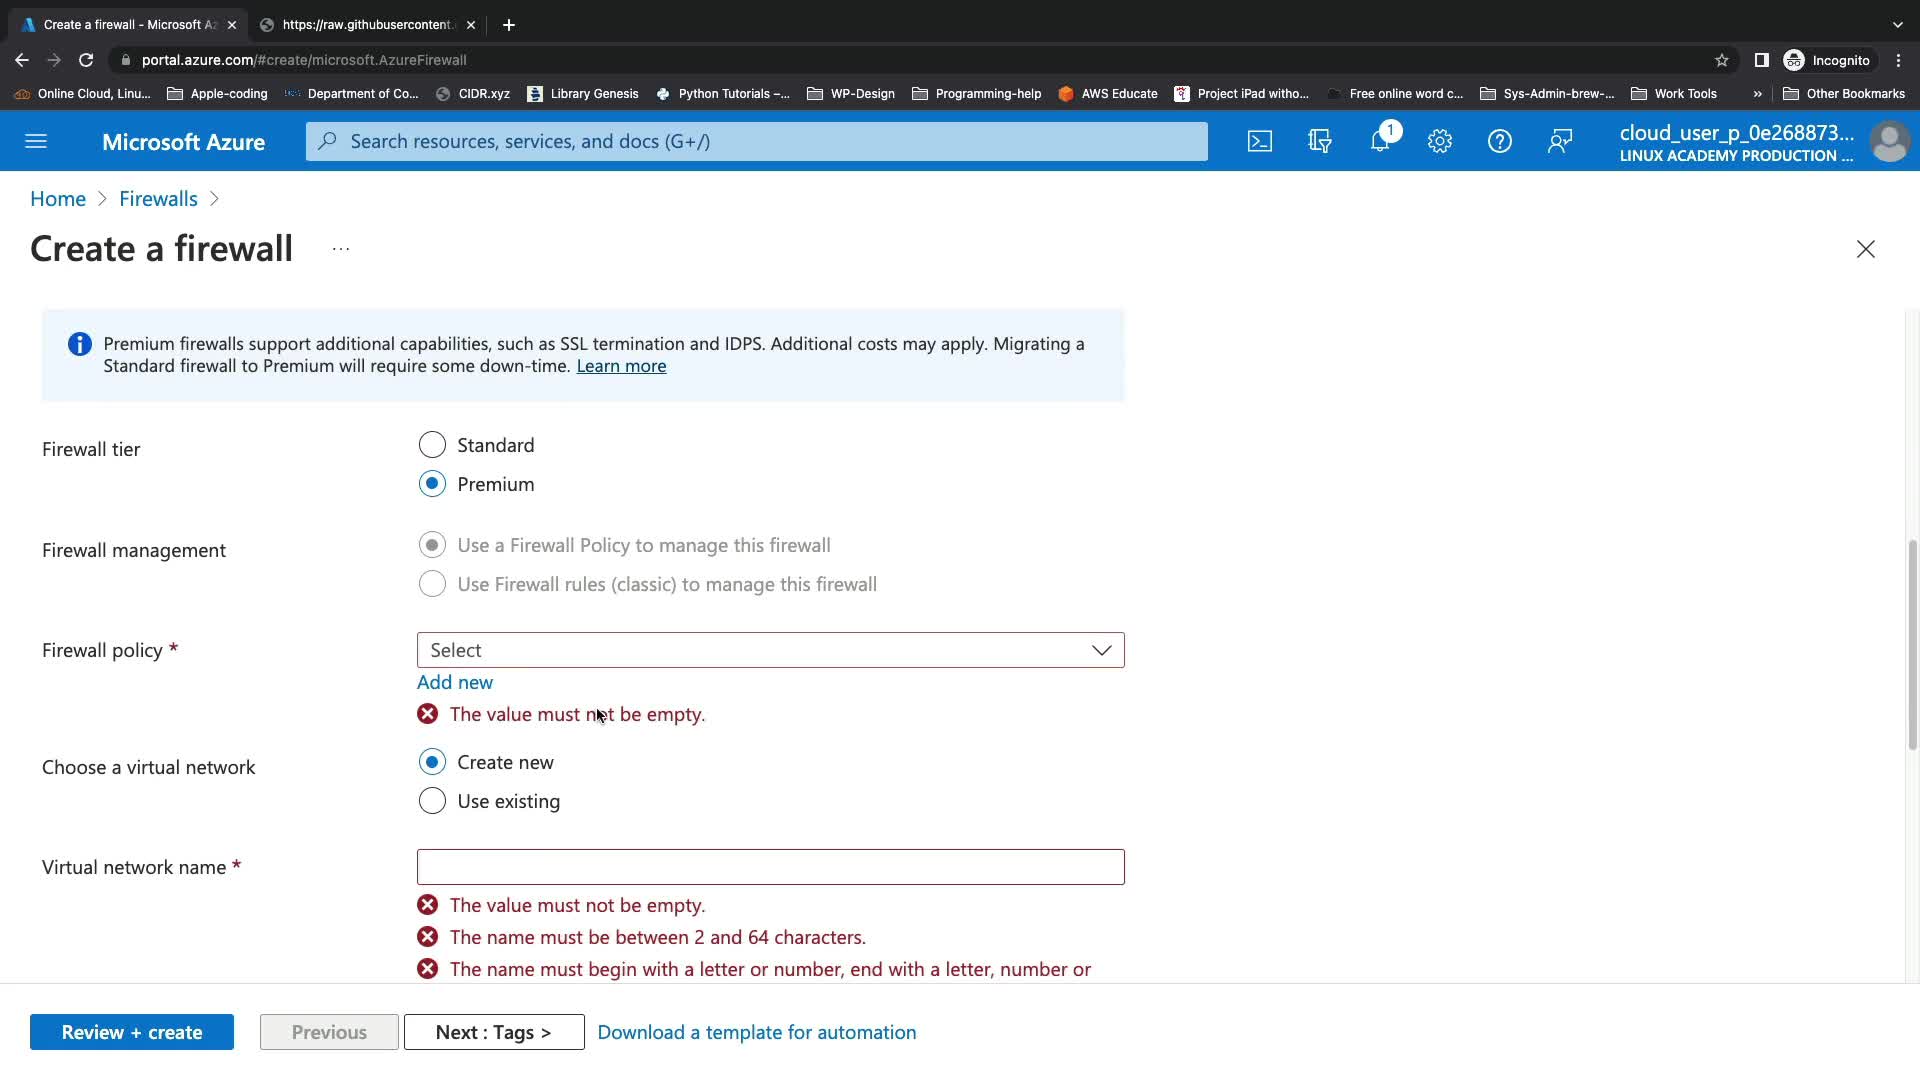 Create a firewall - Microsoft Az
https://raw.githubusercontent.
portal.azure.com/#create/microsoft.AzureFirewall
Incognito
Online Cloud, Linu...
Apple-coding
Department of Co...
CIDR.xyz
Library Genesis
Python Tutorials –...
WP-Design
Programming-help
AWS Educate
Project iPad witho...
Free online word c...
Sys-Admin-brew-...
Work Tools
»
Other Bookmarks
Microsoft Azure
Search resources, services, and docs (G+/)
1
cloud_user_p_0e268873...
LINUX ACADEMY PRODUCTION ...
Home > Firewalls >
Create a firewall ...
Premium firewalls support additional capabilities, such as SSL termination and IDPS. Additional costs may apply. Migrating a
Standard firewall to Premium will require some down-time. Learn more
Firewall tier
Standard
Premium
Firewall management
Use a Firewall Policy to manage this firewall
Use Firewall rules (classic) to manage this firewall
Firewall policy *
Select
Add new
The value must not be empty.
Choose a virtual network
Create new
Use existing
Virtual network name *
The value must not be empty.
The name must be between 2 and 64 characters.
The name must begin with a letter or number, end with a letter, number or
Review + create
Previous
Next : Tags >
Download a template for automation